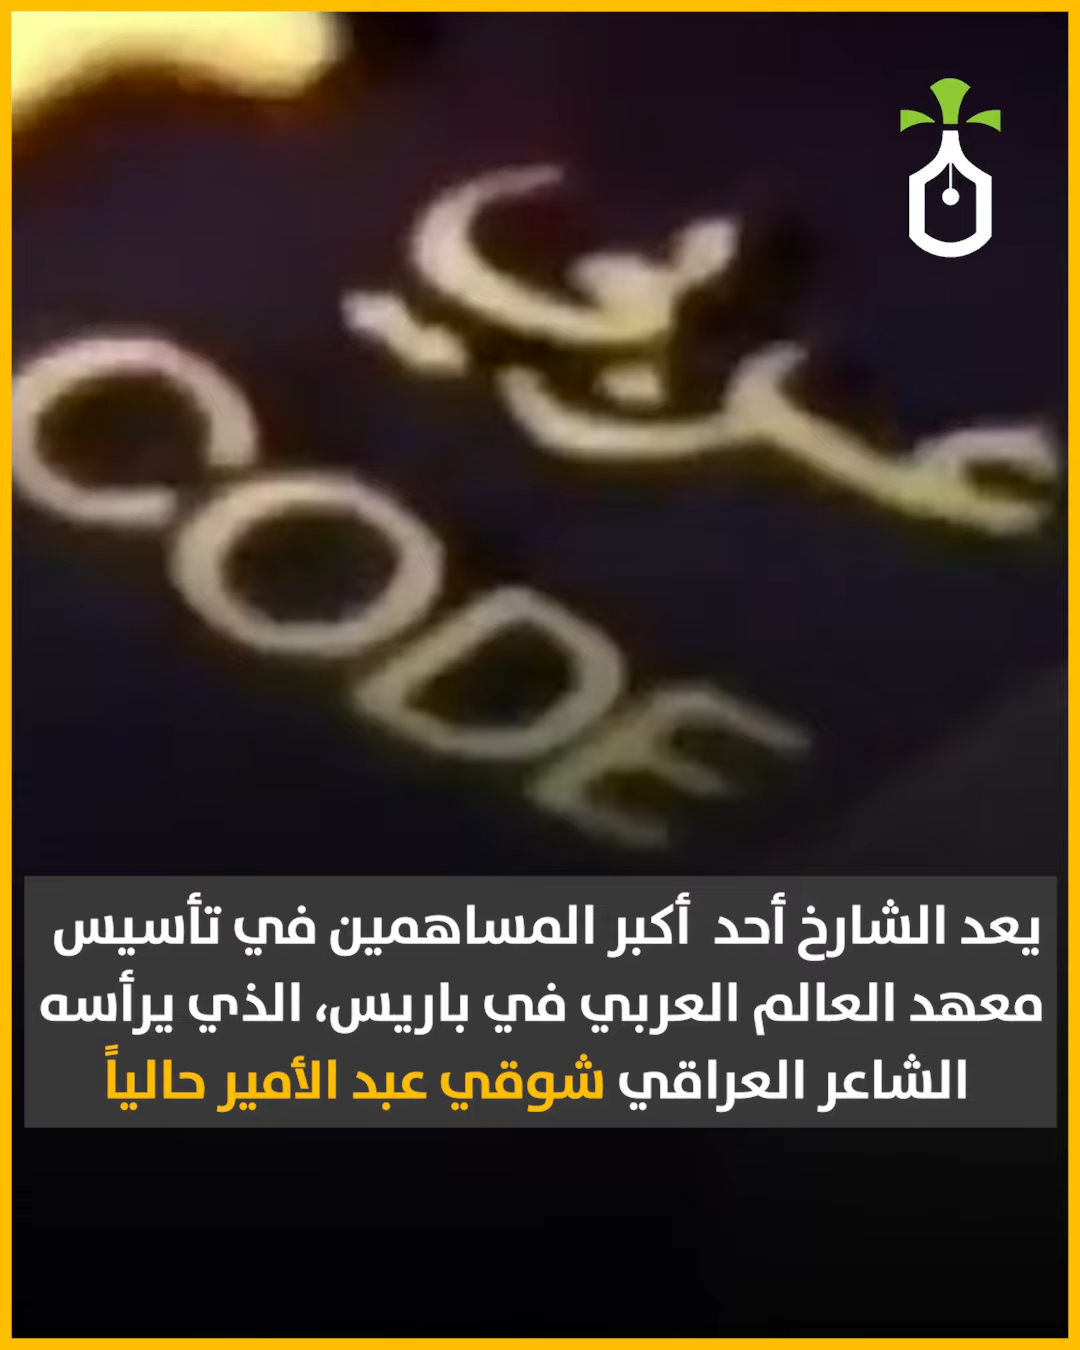 عربي
CODE
يعد الشارخ أحد أكبر المساهمين في تأسيس
معهد العالم العربي في باريس، الذي يرأسه
الشاعر العراقي شوقي عبد الأمير حالياً